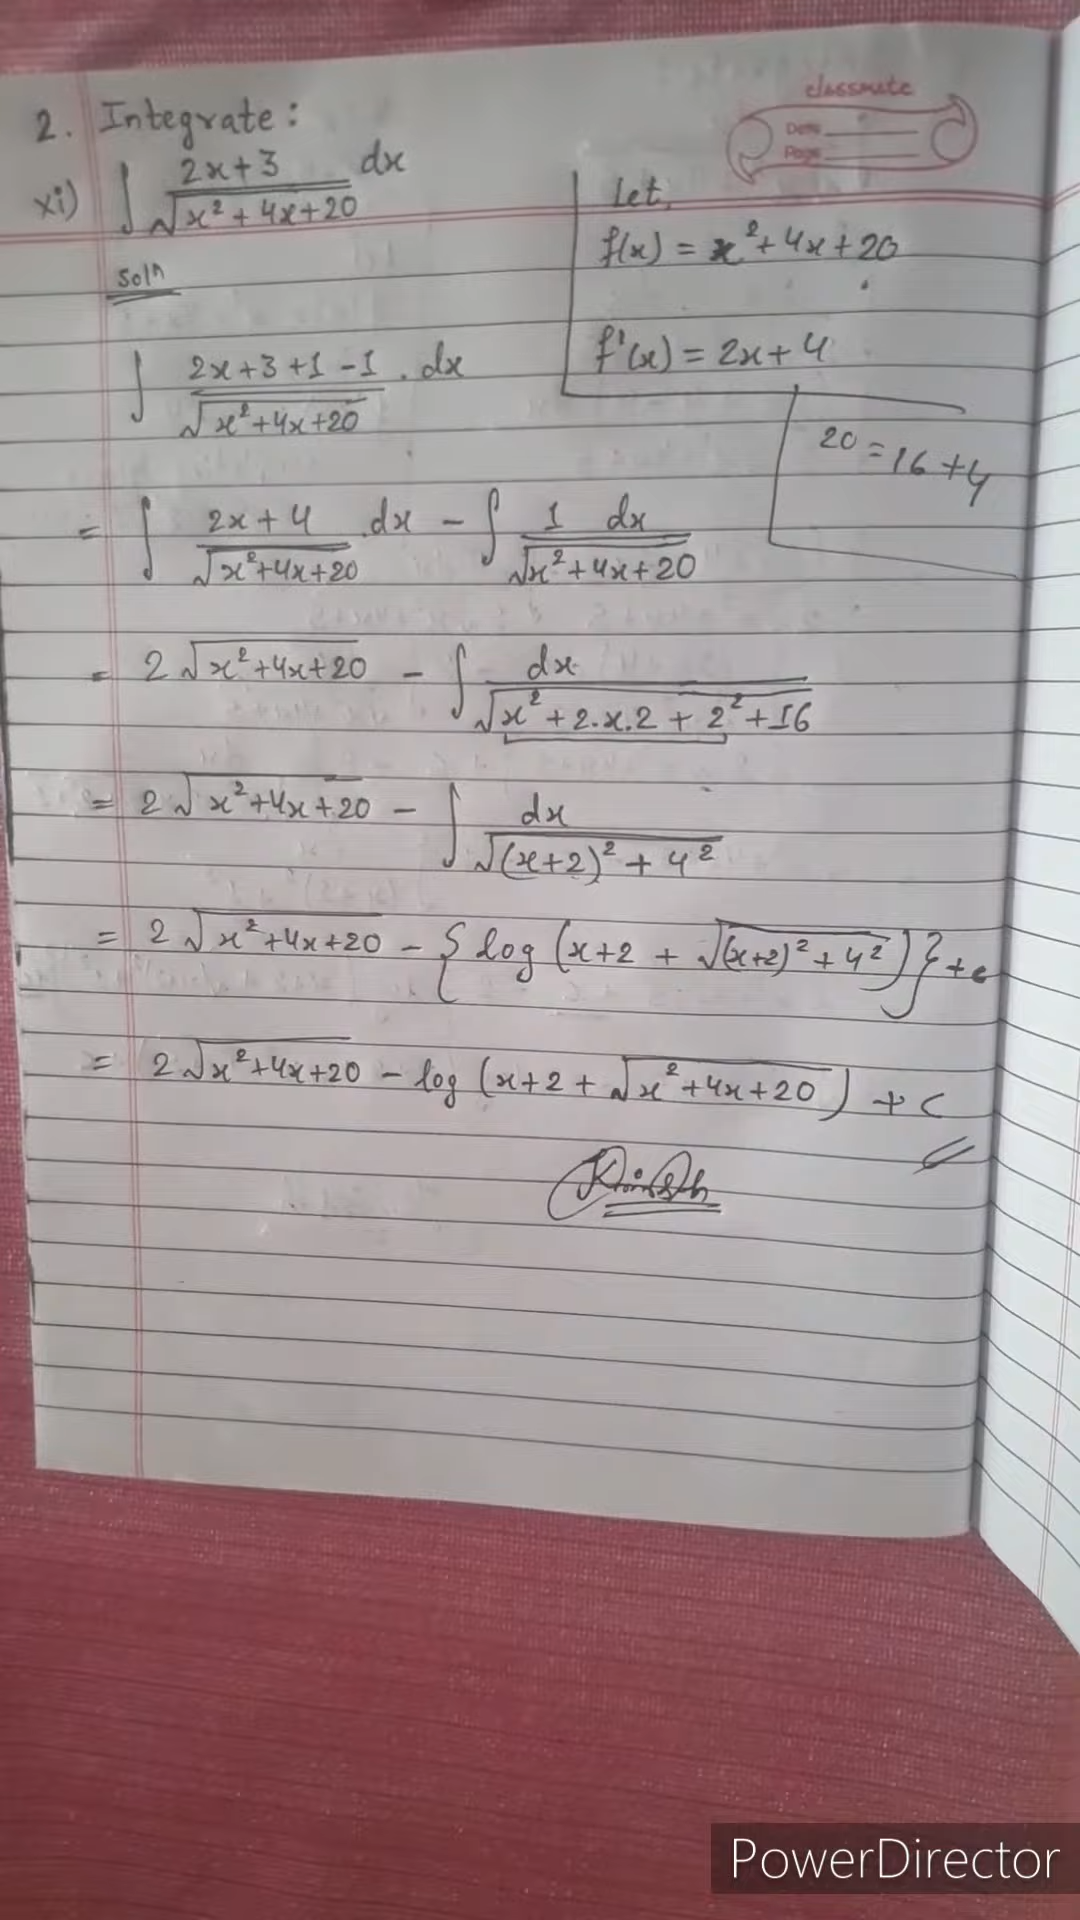 classmate
Date
Page
2. Integrate:
xi) ∫ (2x+3)/√(x²+4x+20) dx
Soln
Let,
f(x) = x²+4x+20
f'(x) = 2x+4
20 = 16+4
∫ (2x+3+1-1)/√(x²+4x+20) . dx
= ∫ (2x+4)/√(x²+4x+20) .dx - ∫ 1 dx/√(x²+4x+20)
= 2√(x²+4x+20) - ∫ dx/√(x²+2.x.2+2²+16)
= 2√(x²+4x+20) - ∫ dx/√((x+2)²+4²)
= 2√(x²+4x+20) - {log (x+2+√((x+2)²+4²))}+c
= 2√(x²+4x+20) - log (x+2+√(x²+4x+20)) + c
PowerDirector